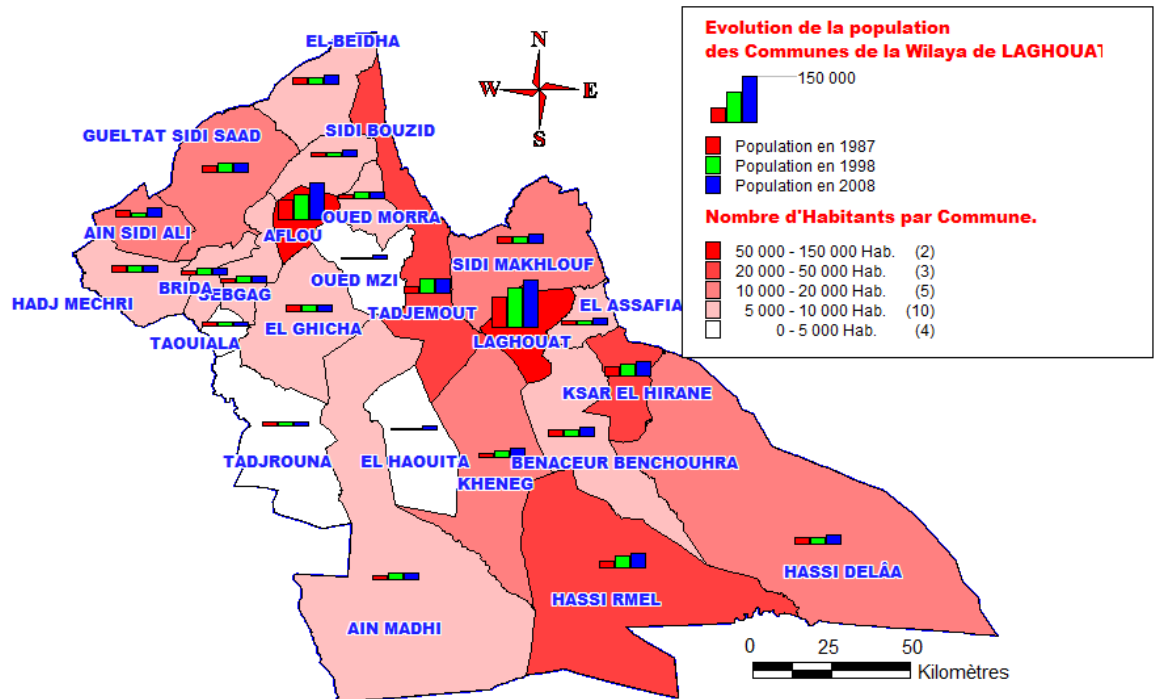 EL-BEIDHA
N
W E
S
GUELTAT SIDI SAAD
SIDI BOUZID
AIN SIDI ALI
AFLOU
OUED MORRA
OUED MZI
SIDI MAKHLOUF
HADJ MECHRI
BRIDA
SEBGAG
EL GHICHA
TADJEMOUT
EL ASSAFIA
TAOUIALA
LAGHOUAT
KSAR EL HIRANE
TADJROUNA
EL HAOUITA
KHENEG
BENACEUR BENCHOUHRA
HASSI DELÂA
HASSI RMEL
AIN MADHI
Evolution de la population
des Communes de la Wilaya de LAGHOUAT
150 000
Population en 1987
Population en 1998
Population en 2008
Nombre d'Habitants par Commune.
50 000 - 150 000 Hab. (2)
20 000 - 50 000 Hab. (3)
10 000 - 20 000 Hab. (5)
5 000 - 10 000 Hab. (10)
0 - 5 000 Hab. (4)
0 25 50
Kilomètres